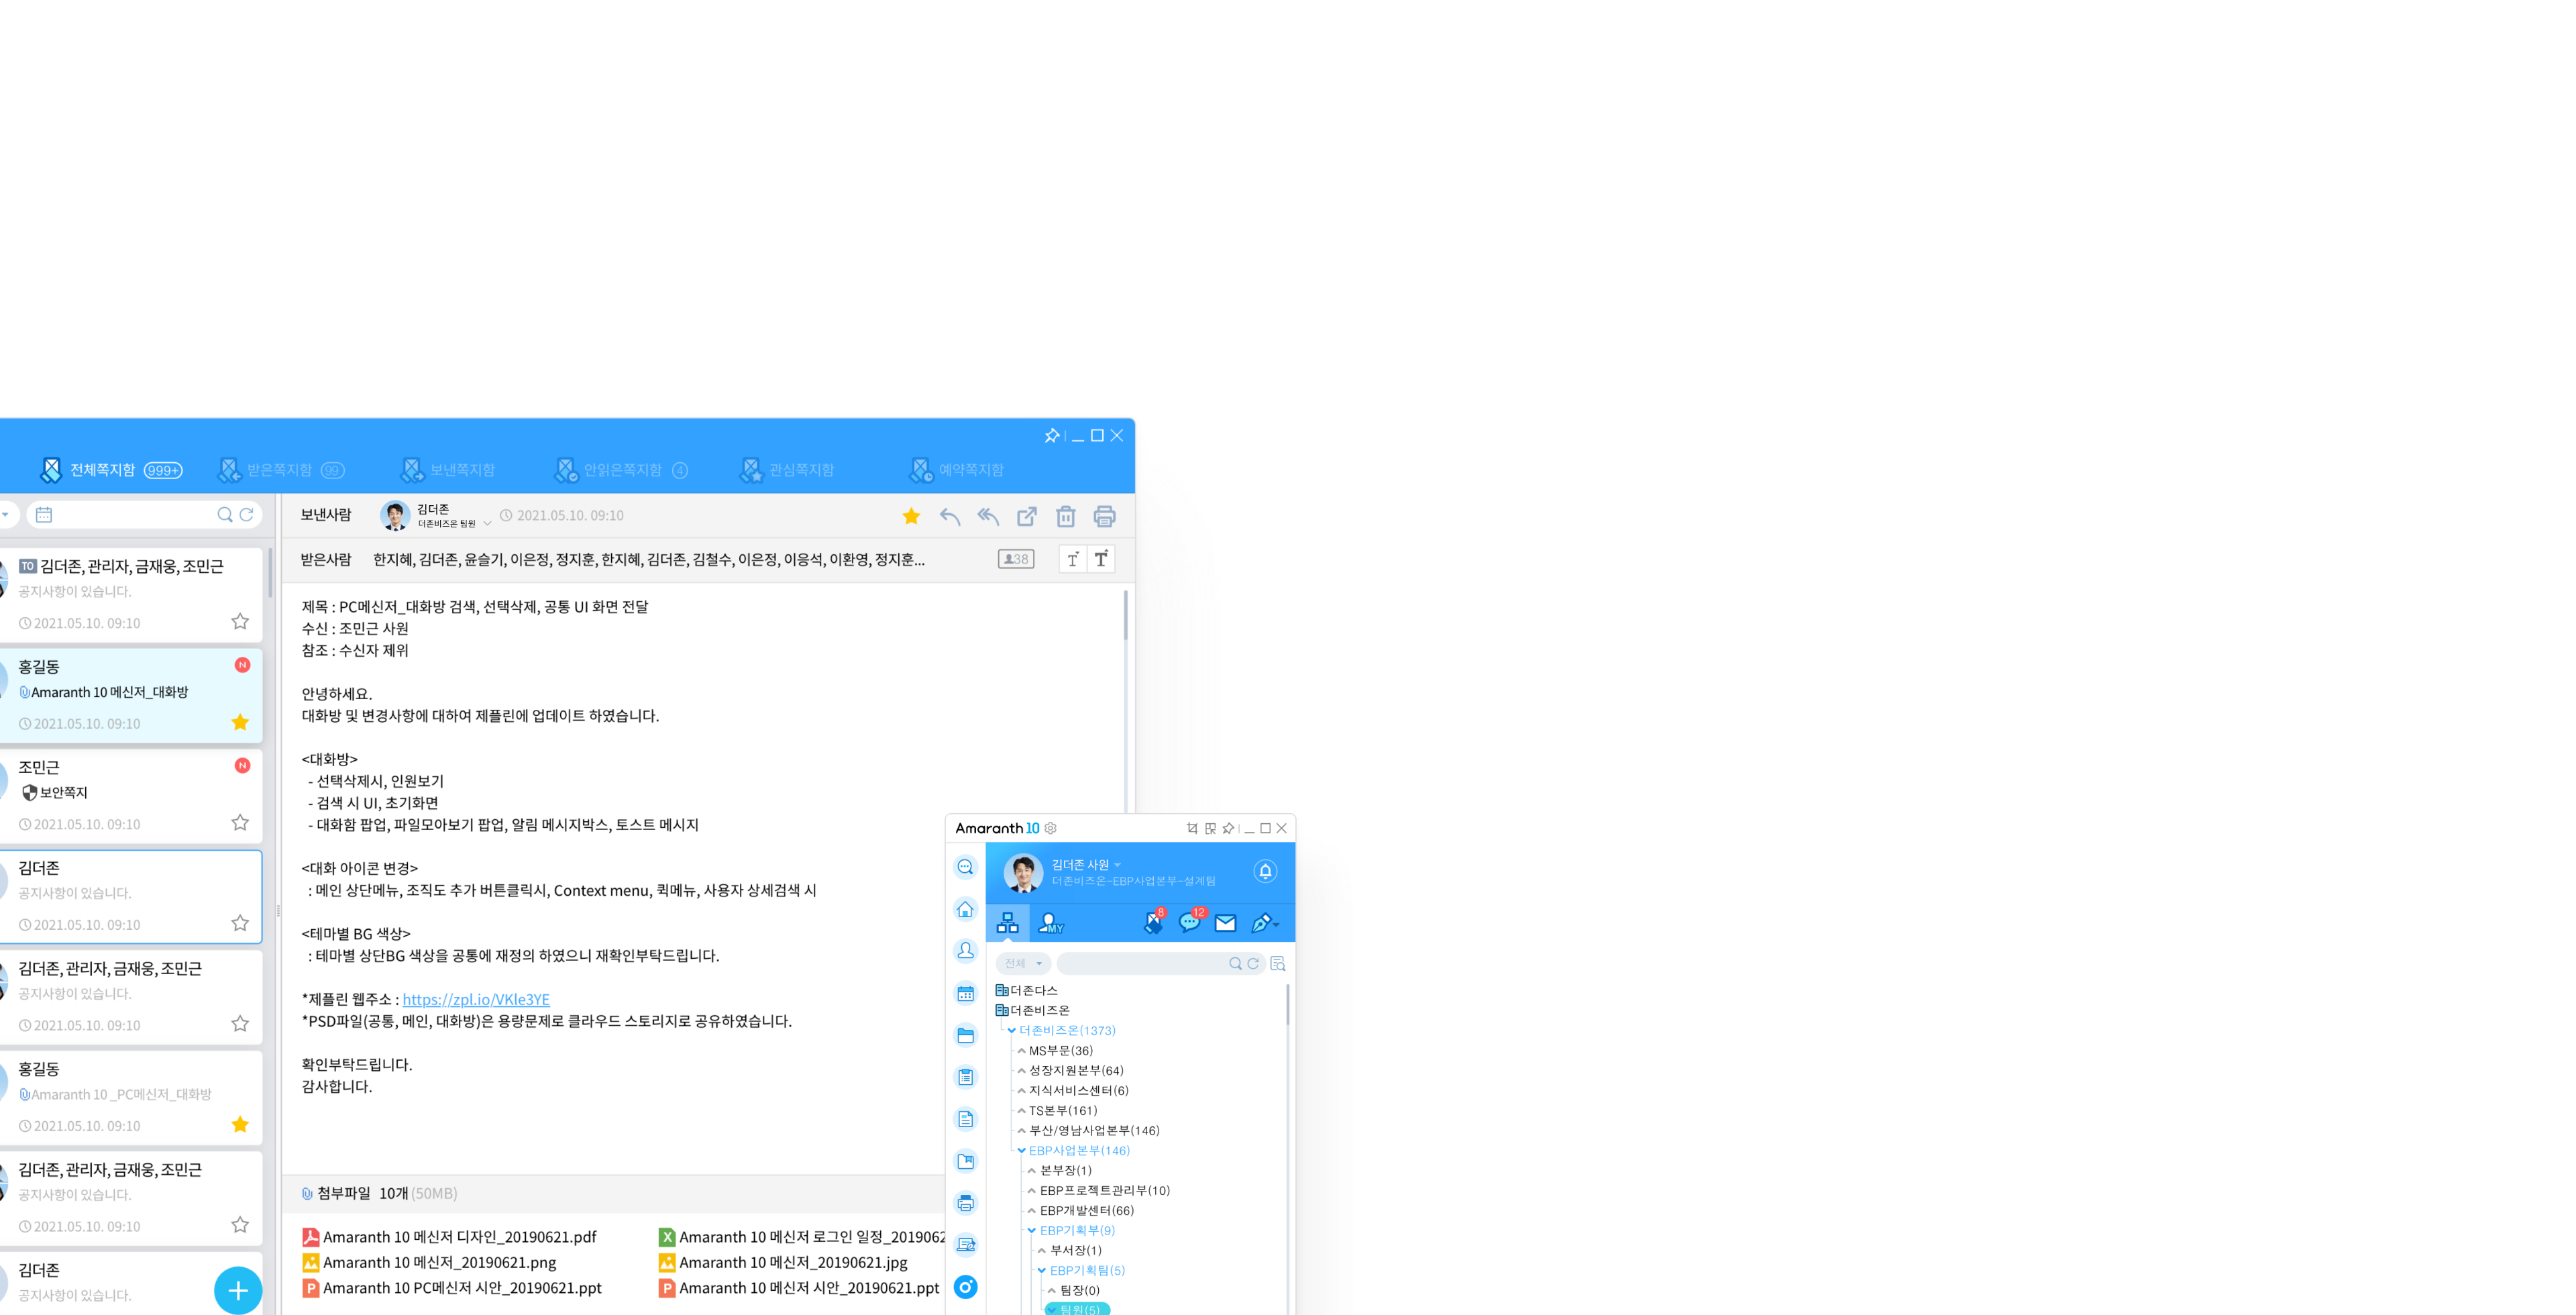 전체쪽지함 999+ 받은쪽지함 99 보낸쪽지함 안읽은쪽지함 4 관심쪽지함 예약쪽지함
TO 김더존, 관리자, 금재웅, 조민근
공지사항이 있습니다.
2021.05.10. 09:10
홍길동 N
Amaranth 10 메신저_대화방
2021.05.10. 09:10
조민근 N
보안쪽지
2021.05.10. 09:10
김더존
공지사항이 있습니다.
2021.05.10. 09:10
김더존, 관리자, 금재웅, 조민근
공지사항이 있습니다.
2021.05.10. 09:10
홍길동
Amaranth 10 _PC메신저_대화방
2021.05.10. 09:10
김더존, 관리자, 금재웅, 조민근
공지사항이 있습니다.
2021.05.10. 09:10
김더존
공지사항이 있습니다.
보낸사람 김더존 2021.05.10. 09:10
더존비즈온 팀원
받은사람 한지혜, 김더존, 윤슬기, 이은정, 정지훈, 한지혜, 김더존, 김철수, 이은정, 이응석, 이환영, 정지훈... 38 T T
제목 : PC메신저_대화방 검색, 선택삭제, 공통 UI 화면 전달
수신 : 조민근 사원
참조 : 수신자 제위
안녕하세요.
대화방 및 변경사항에 대하여 제플린에 업데이트 하였습니다.
<대화방>
- 선택삭제시, 인원보기
- 검색 시 UI, 초기화면
- 대화함 팝업, 파일모아보기 팝업, 알림 메시지박스, 토스트 메시지
<대화 아이콘 변경>
: 메인 상단메뉴, 조직도 추가 버튼클릭시, Context menu, 퀵메뉴, 사용자 상세검색 시
<테마별 BG 색상>
: 테마별 상단BG 색상을 공통에 재정의 하였으니 재확인부탁드립니다.
*제플린 웹주소 : https://zpl.io/VKle3YE
*PSD파일(공통, 메인, 대화방)은 용량문제로 클라우드 스토리지로 공유하였습니다.
확인부탁드립니다.
감사합니다.
첨부파일 10개 (50MB)
Amaranth 10 메신저 디자인_20190621.pdf
Amaranth 10 메신저 로그인 일정_2019062
Amaranth 10 메신저_20190621.png
Amaranth 10 메신저_20190621.jpg
Amaranth 10 PC메신저 시안_20190621.ppt
Amaranth 10 메신저 시안_20190621.ppt
Amaranth 10
김더존 사원
더존비즈온-EBP사업본부-설계팀
MY 8 12
전체
더존다스
더존비즈온
더존비즈온(1373)
MS부문(36)
성장지원본부(64)
지식서비스센터(6)
TS본부(161)
부산/영남사업본부(146)
EBP사업본부(146)
본부장(1)
EBP프로젝트관리부(10)
EBP개발센터(66)
EBP기획부(9)
부서장(1)
EBP기획팀(5)
팀장(0)
팀원(5)